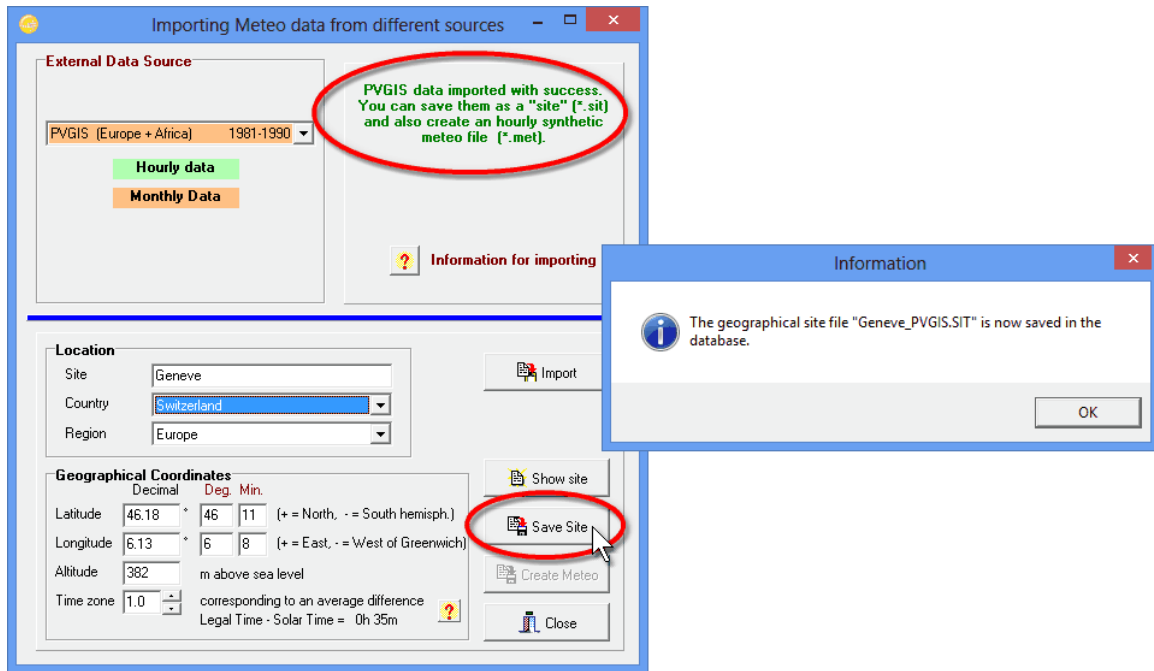 Importing Meteo data from different sources
External Data Source
PVGIS (Europe + Africa) 1981-1990
Hourly data
Monthly Data
PVGIS data imported with success.
You can save them as a "site" (*.sit)
and also create an hourly synthetic
meteo file (*.met).
? Information for importing
Information
The geographical site file "Geneve_PVGIS.SIT" is now saved in the
database.
OK
Location
Site Geneve
Country Switzerland
Region Europe
Import
Geographical Coordinates
Decimal Deg. Min.
Latitude 46.18 ° 46 11 (+ = North, - = South hemisph.)
Longitude 6.13 ° 6 8 (+ = East, - = West of Greenwich)
Altitude 382 m above sea level
Time zone 1.0 corresponding to an average difference
Legal Time - Solar Time = 0h 35m ?
Show site
Save Site
Create Meteo
Close